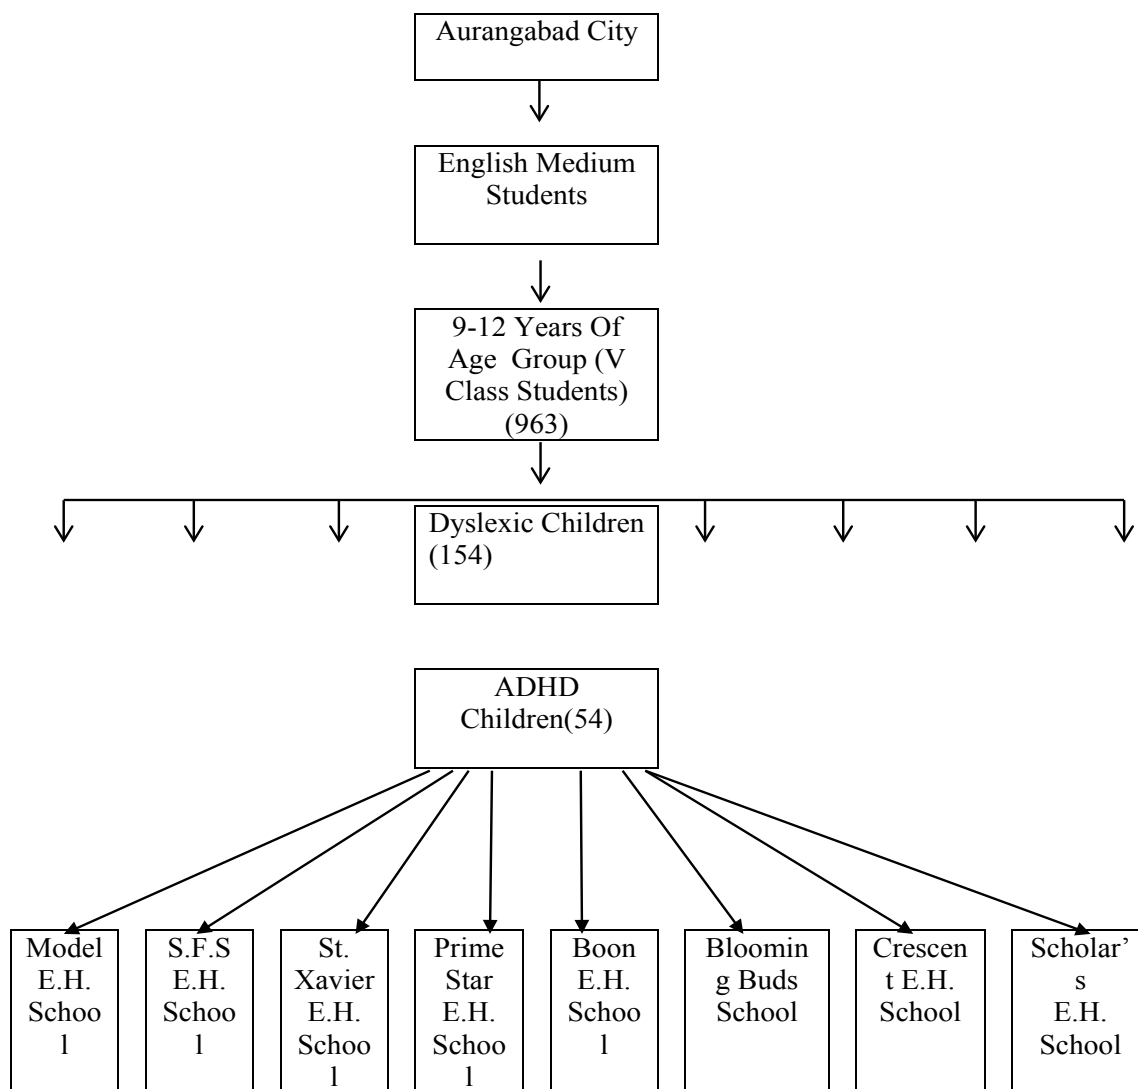 Aurangabad City
English Medium
Students
9-12 Years Of
Age Group (V
Class Students)
(963)
Dyslexic Children
(154)
ADHD
Children(54)
Model
E.H.
Schoo
l
S.F.S
E.H.
Schoo
l
St.
Xavier
E.H.
Schoo
l
Prime
Star
E.H.
Schoo
l
Boon
E.H.
Schoo
l
Bloomin
g Buds
School
Crescen
t E.H.
School
Scholar’
s
E.H.
School